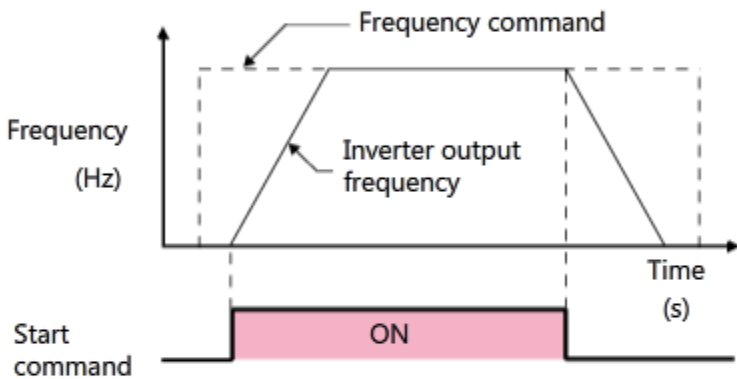 Frequency command
Frequency
(Hz)
Inverter output
frequency
Time
(s)
Start
command
ON